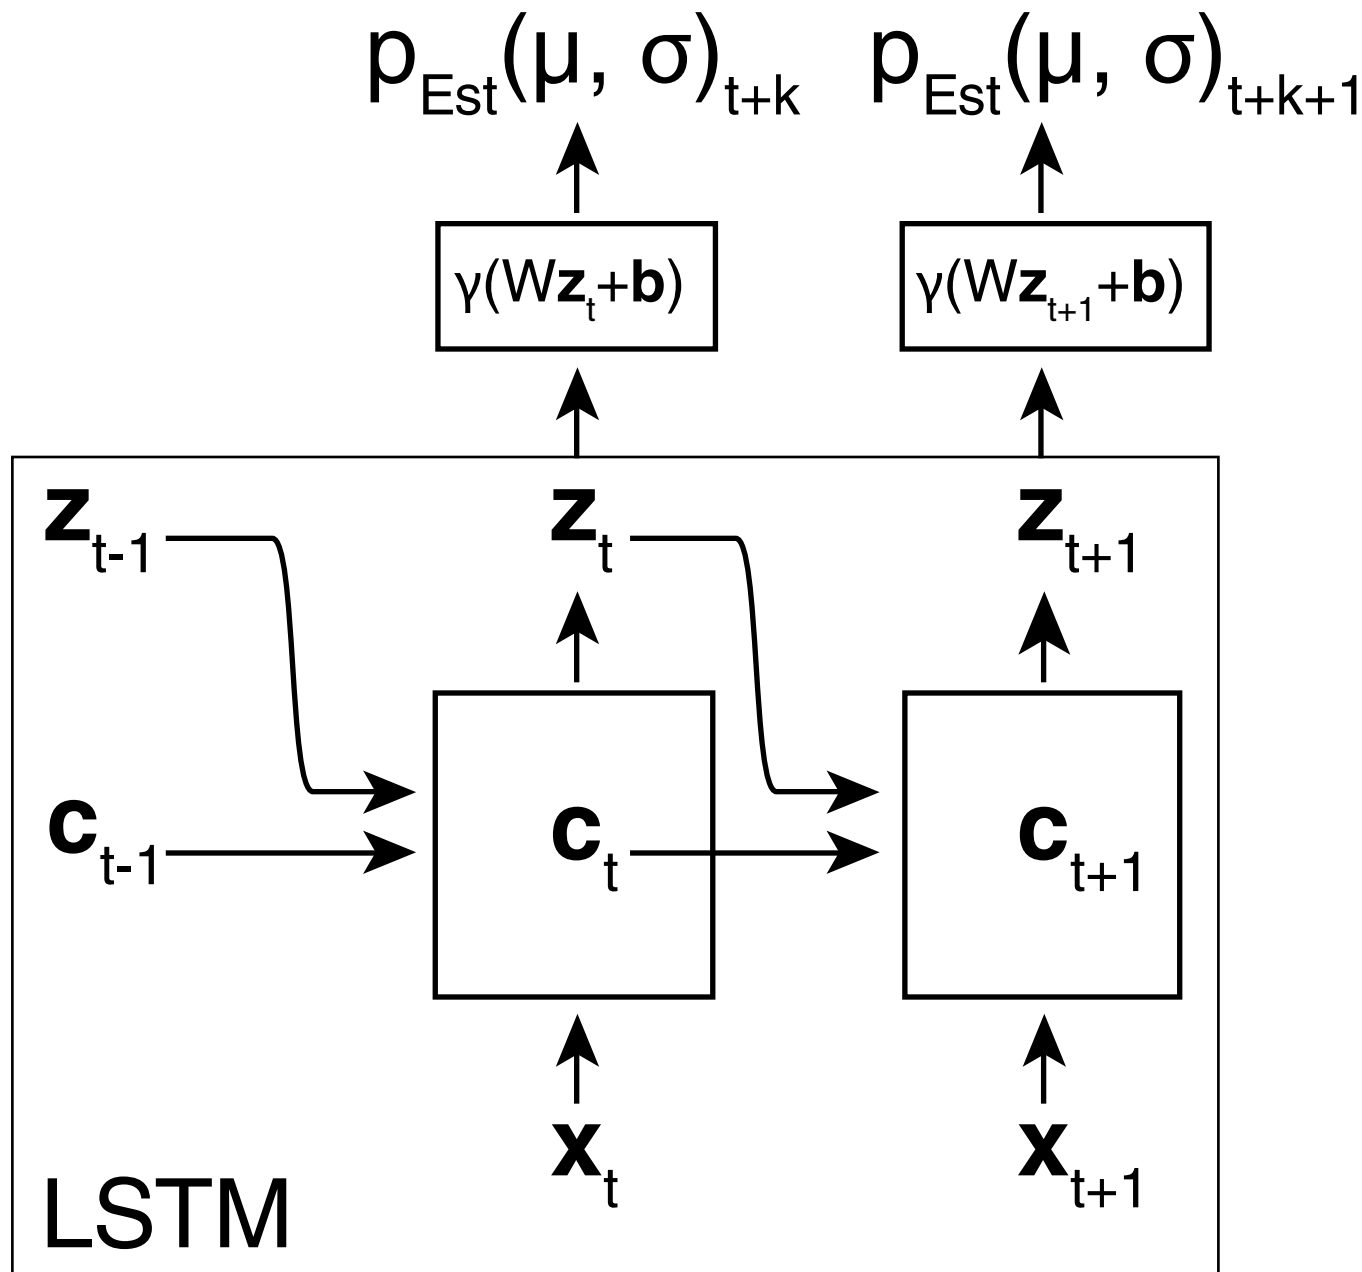 p_Est(μ, σ)_t+k p_Est(μ, σ)_t+k+1
γ(Wz_t+b) γ(Wz_t+1+b)
z_t-1 z_t z_t+1
c_t-1 c_t c_t+1
x_t x_t+1
LSTM